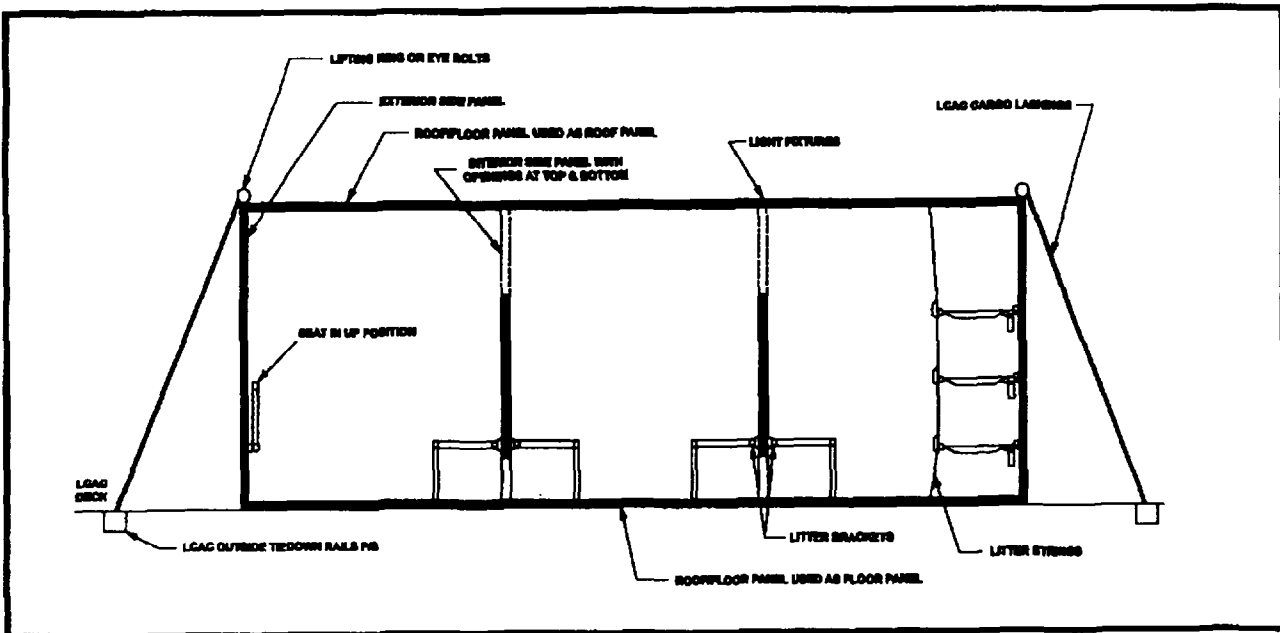 LIFTING RING OR EYE BOLTS
EXTERIOR SIDE PANEL
LCAC CARGO LASHINGS
ROOF/FLOOR PANEL USED AS ROOF PANEL
LIGHT FIXTURES
INTERIOR SIDE PANEL WITH
OPENINGS AT TOP & BOTTOM
SEAT IN UP POSITION
LCAC
DECK
LITTER BRACKETS
LCAC OUTSIDE TIEDOWN RAILS P/S
LITTER STRINGS
ROOF/FLOOR PANEL USED AS FLOOR PANEL